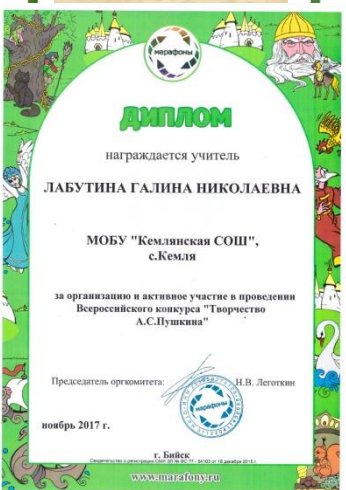 марафоны
ДИПЛОМ
награждается учитель
ЛАБУТИНА ГАЛИНА НИКОЛАЕВНА
МОБУ "Кемлянская СОШ",
с.Кемля
за организацию и активное участие в проведении
Всероссийского конкурса "Творчество
А.С.Пушкина"
Председатель оргкомитета: Н.В. Леготкин
марафоны
ноябрь 2017 г.
г. Бийск
www.marafony.ru